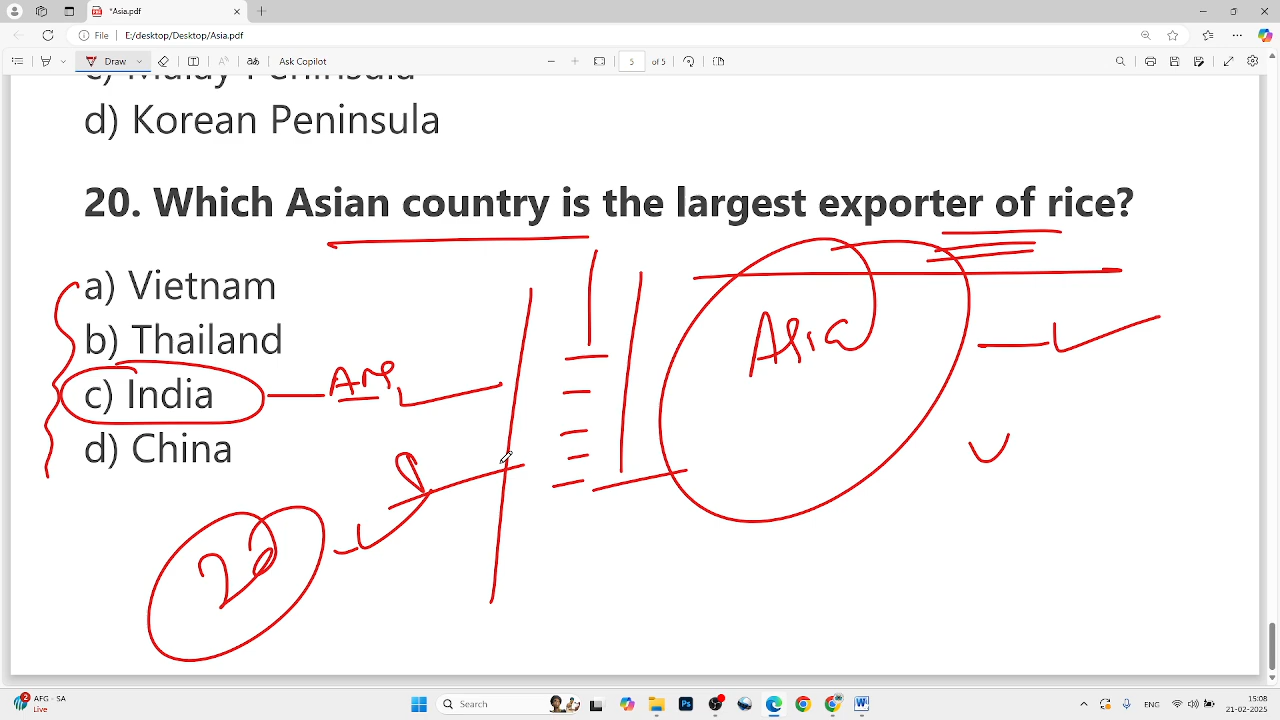 *Asia.pdf
File E:/desktop/Desktop/Asia.pdf
Draw Ask Copilot 5 of 5
d) Korean Peninsula
20. Which Asian country is the largest exporter of rice?
a) Vietnam
b) Thailand
Asia
c) India
Ans
d) China
20
2 AFG - SA
Live
Search
ENG
15:08
21-02-2025